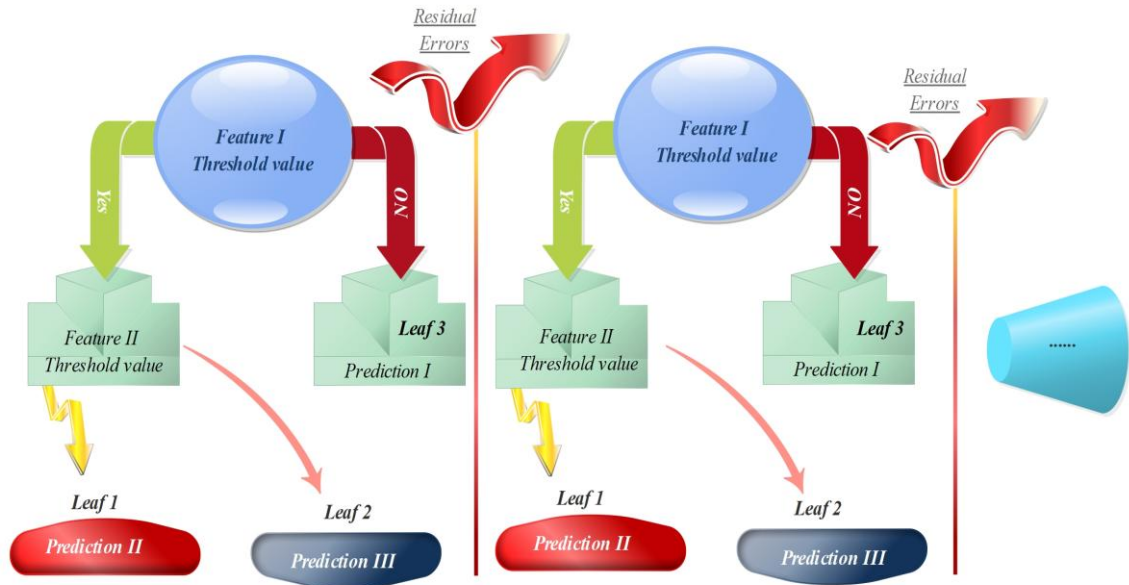 Residual
Errors
Feature I
Threshold value
Yes
ON
Feature II
Threshold value
Leaf 3
Prediction I
Leaf 1
Prediction II
Leaf 2
Prediction III
Residual
Errors
Feature I
Threshold value
Yes
ON
Feature II
Threshold value
Leaf 3
Prediction I
Leaf 1
Prediction II
Leaf 2
Prediction III
......